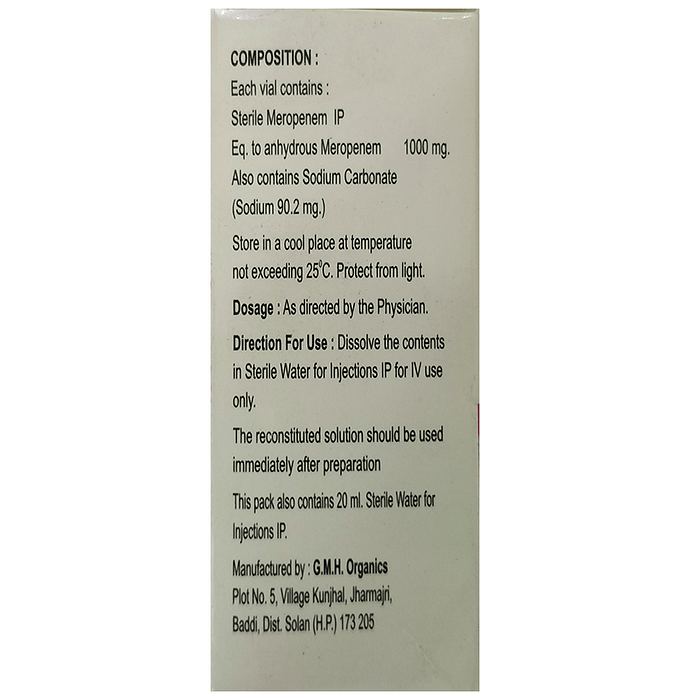 COMPOSITION :
Each vial contains :
Sterile Meropenem IP
Eq. to anhydrous Meropenem 1000 mg.
Also contains Sodium Carbonate
(Sodium 90.2 mg.)
Store in a cool place at temperature
not exceeding 25⁰C. Protect from light.
Dosage : As directed by the Physician.
Direction For Use : Dissolve the contents
in Sterile Water for Injections IP for IV use
only.
The reconstituted solution should be used
immediately after preparation
This pack also contains 20 ml. Sterile Water for
Injections IP.
Manufactured by : G.M.H. Organics
Plot No. 5, Village Kunjhal, Jharmajri,
Baddi, Dist. Solan (H.P.) 173 205